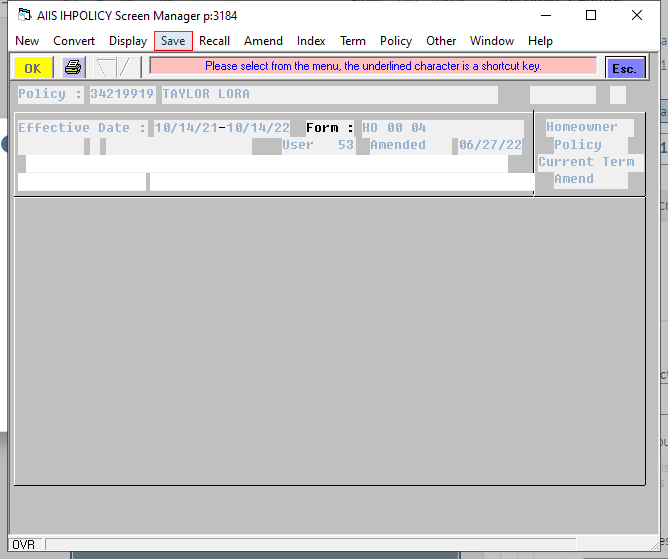 AIIS IHPOLICY Screen Manager p:3184
New Convert Display Save Recall Amend Index Term Policy Other Window Help
OK Please select from the menu, the underlined character is a shortcut key. Esc.
Policy : 34219919 TAYLOR LORA
Effective Date : 10/14/21-10/14/22 Form : HO 00 04 Homeowner
User 53 Amended 06/27/22 Policy
Current Term
Amend
OVR